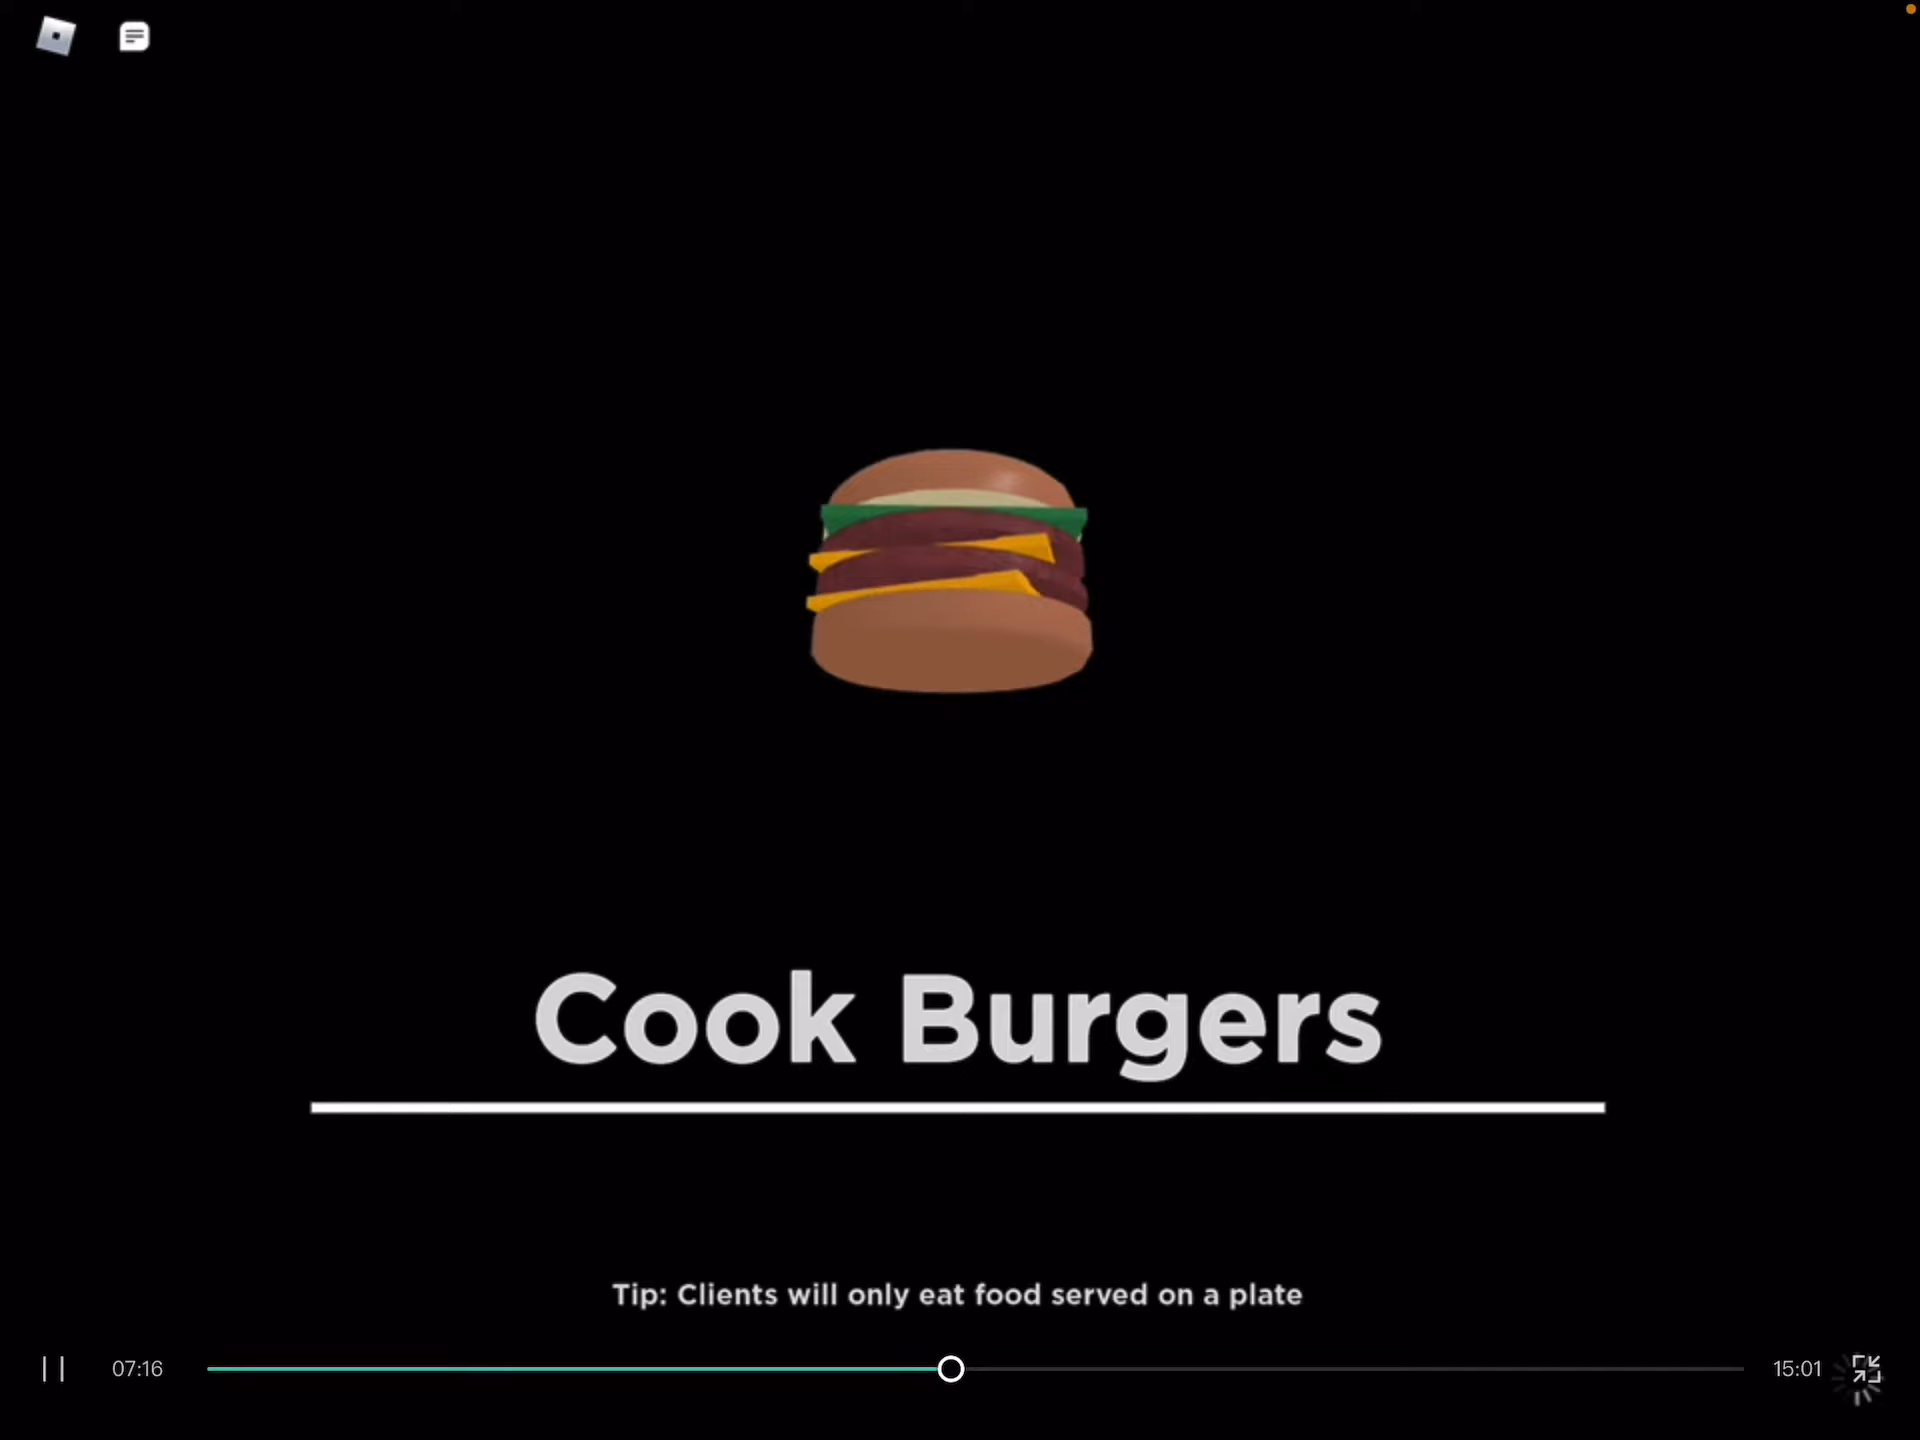 Cook Burgers
Tip: Clients will only eat food served on a plate
07:16
15:01